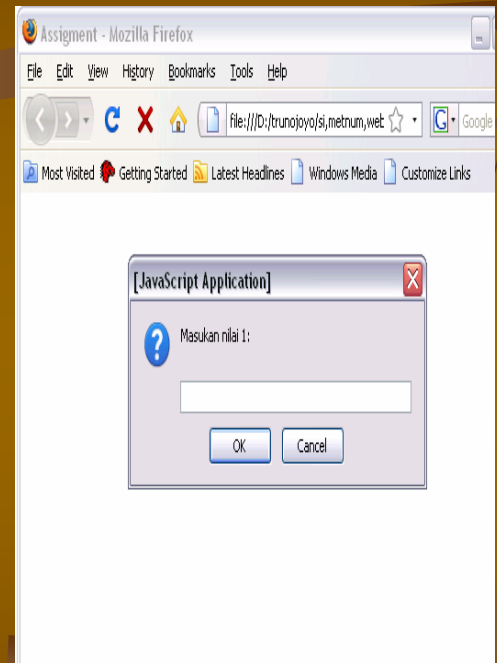 Assigment - Mozilla Firefox
File Edit View History Bookmarks Tools Help
file:///D:/trunojoyo/si,metnum,web
G Google
Most Visited Getting Started Latest Headlines Windows Media Customize Links
[JavaScript Application]
Masukan nilai 1:
OK Cancel